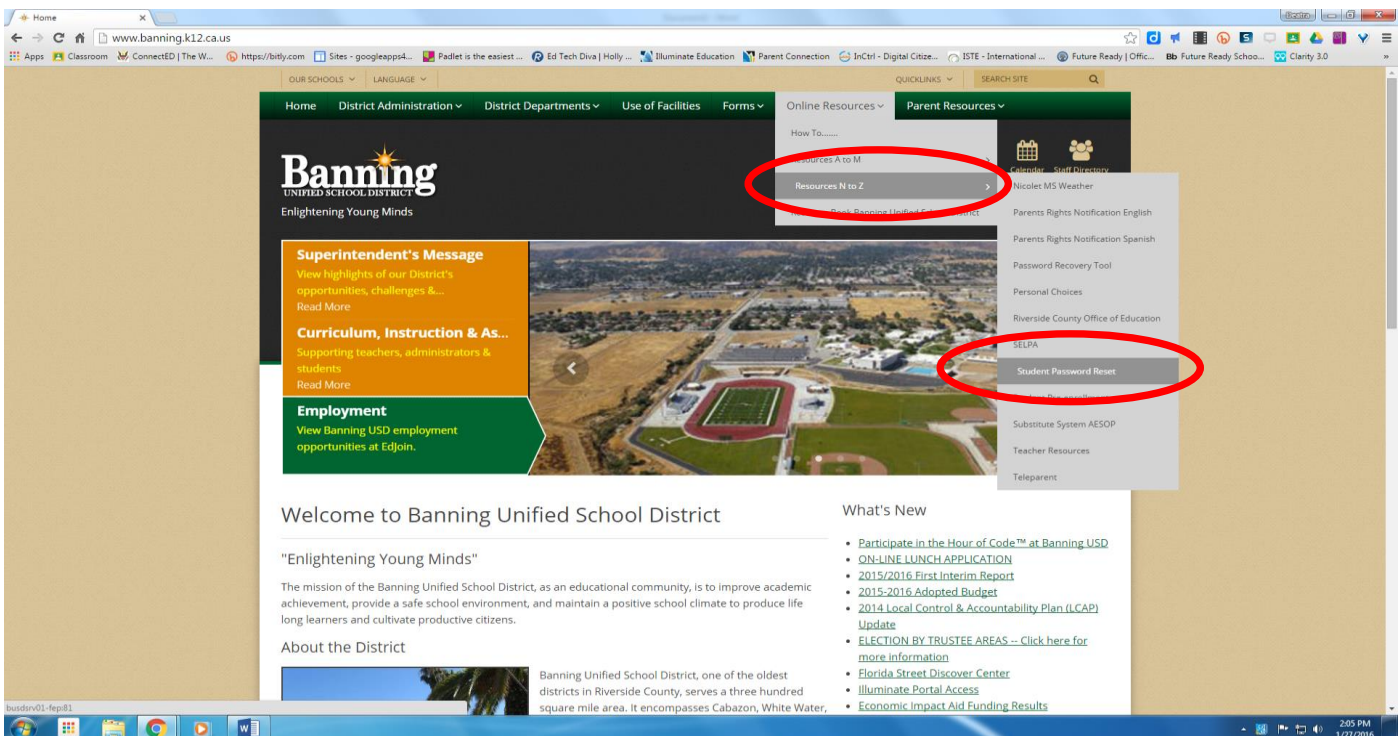 Home
www.banning.k12.ca.us
Apps Classroom ConnectED | The W... https://bitly.com Sites - googleapps4... Padlet is the easiest ... Ed Tech Diva | Holly ... Illuminate Education Parent Connection InCtrl - Digital Citize... ISTE - International ... Future Ready | Offic... Bb Future Ready Schoo... Clarity 3.0 »
OUR SCHOOLS LANGUAGE QUICKLINKS SEARCH SITE
Home District Administration District Departments Use of Facilities Forms Online Resources Parent Resources
How To.......
Resources A to M
Resources N to Z
Banning
UNIFIED SCHOOL DISTRICT
Enlightening Young Minds
Calendar Staff Directory
Nicolet MS Weather
Parents Rights Notification English
Parents Rights Notification Spanish
Password Recovery Tool
Personal Choices
Riverside County Office of Education
SELPA
Student Password Reset
Substitute System AESOP
Teacher Resources
Teleparent
Superintendent's Message
View highlights of our District's
opportunities, challenges &...
Read More
Curriculum, Instruction & As...
Supporting teachers, administrators &
students
Read More
Employment
View Banning USD employment
opportunities at EdJoin.
Welcome to Banning Unified School District
"Enlightening Young Minds"
The mission of the Banning Unified School District, as an educational community, is to improve academic
achievement, provide a safe school environment, and maintain a positive school climate to produce life
long learners and cultivate productive citizens.
About the District
Banning Unified School District, one of the oldest
districts in Riverside County, serves a three hundred
square mile area. It encompasses Cabazon, White Water,
What's New
Participate in the Hour of Code™ at Banning USD
ON-LINE LUNCH APPLICATION
2015/2016 First Interim Report
2015-2016 Adopted Budget
2014 Local Control & Accountability Plan (LCAP)
Update
ELECTION BY TRUSTEE AREAS -- Click here for
more information
Florida Street Discover Center
Illuminate Portal Access
Economic Impact Aid Funding Results
busdsrv01-fep:81
2:05 PM
1/27/2016